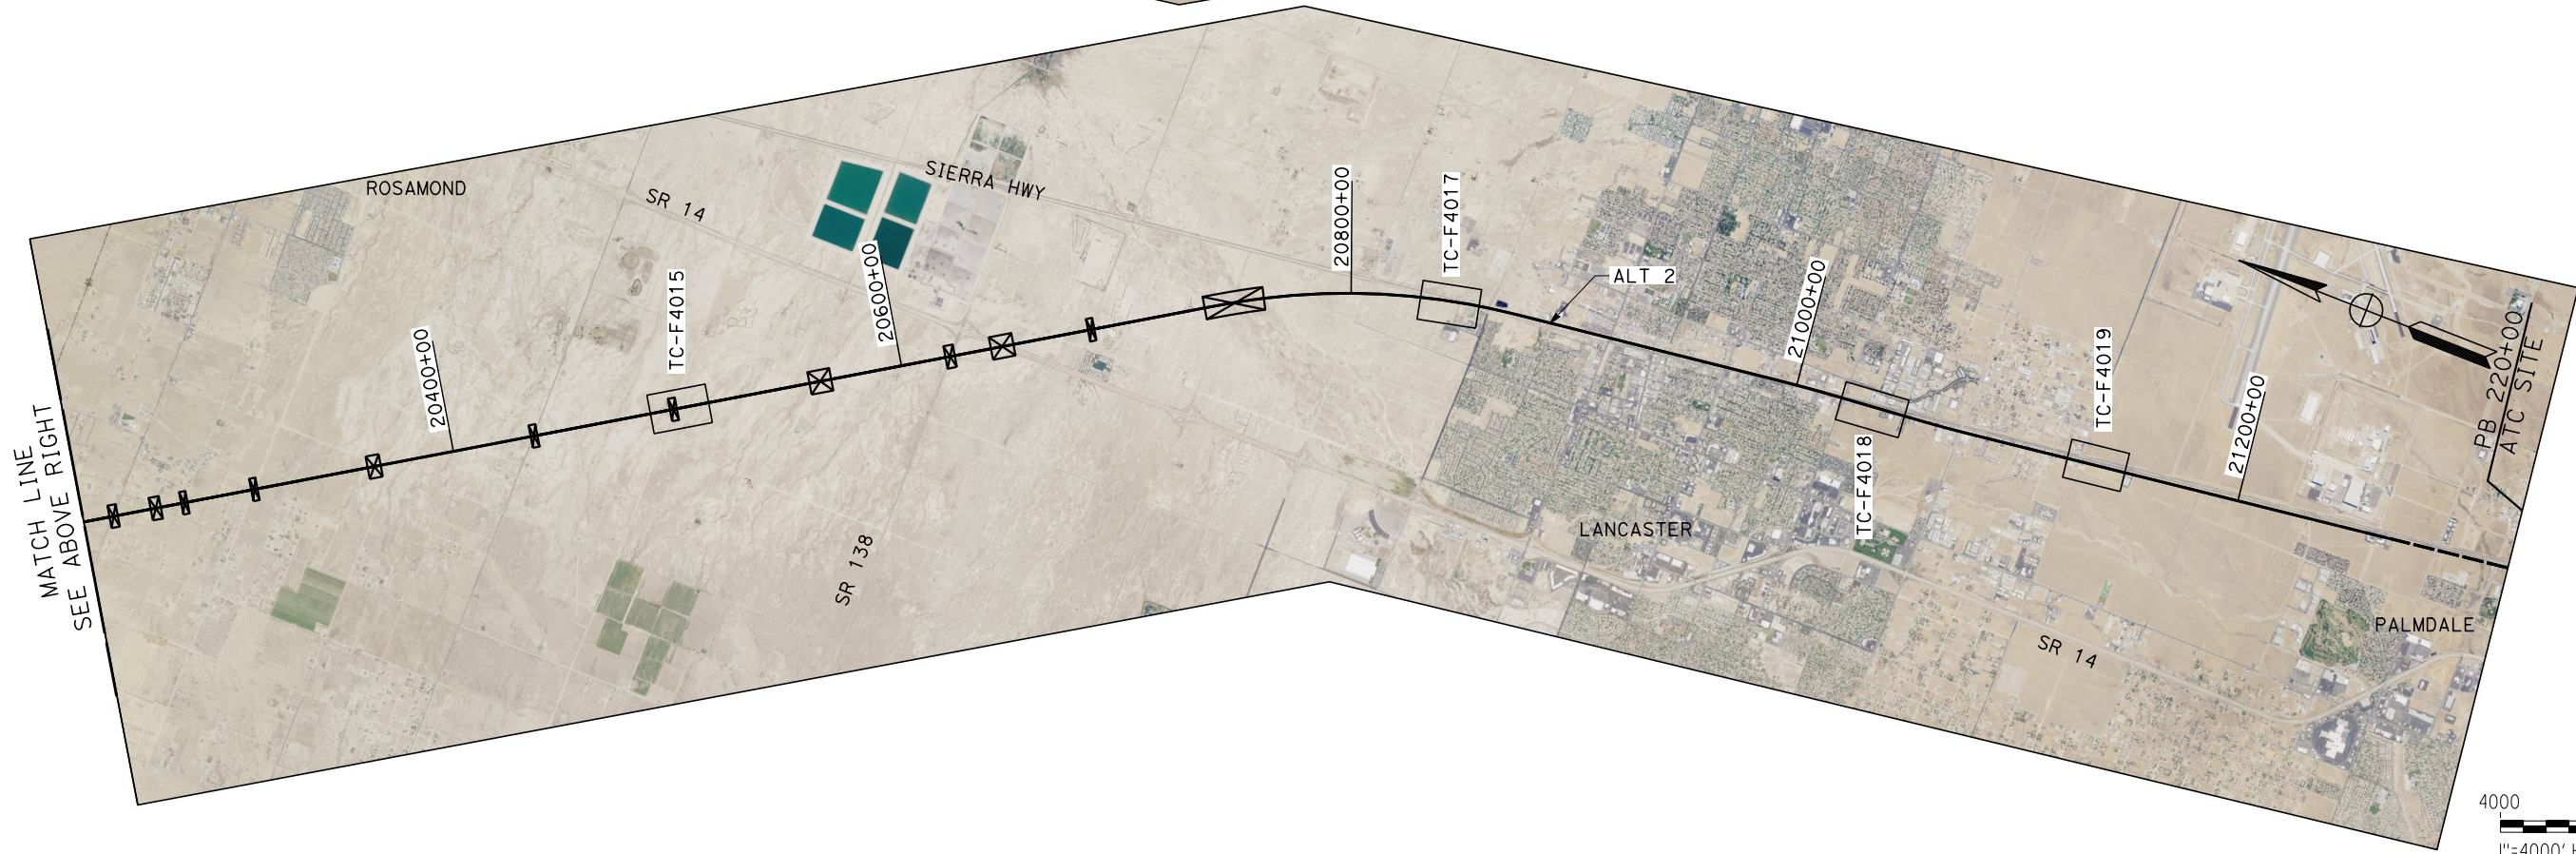 ROSAMOND
SR 14
SIERRA HWY
20400+00
TC-F4015
20600+00
20800+00
TC-F4017
ALT 2
21000+00
TC-F4018
TC-F4019
21200+00
PB 220+00
ATC SITE
MATCH LINE
SEE ABOVE RIGHT
SR 138
LANCASTER
SR 14
PALMDALE
4000
1"=4000'